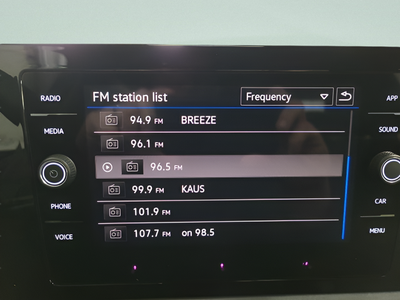 RADIO
MEDIA
PHONE
VOICE
FM station list
Frequency
94.9 FM BREEZE
96.1 FM
96.5 FM
99.9 FM KAUS
101.9 FM
107.7 FM on 98.5
APP
SOUND
CAR
MENU